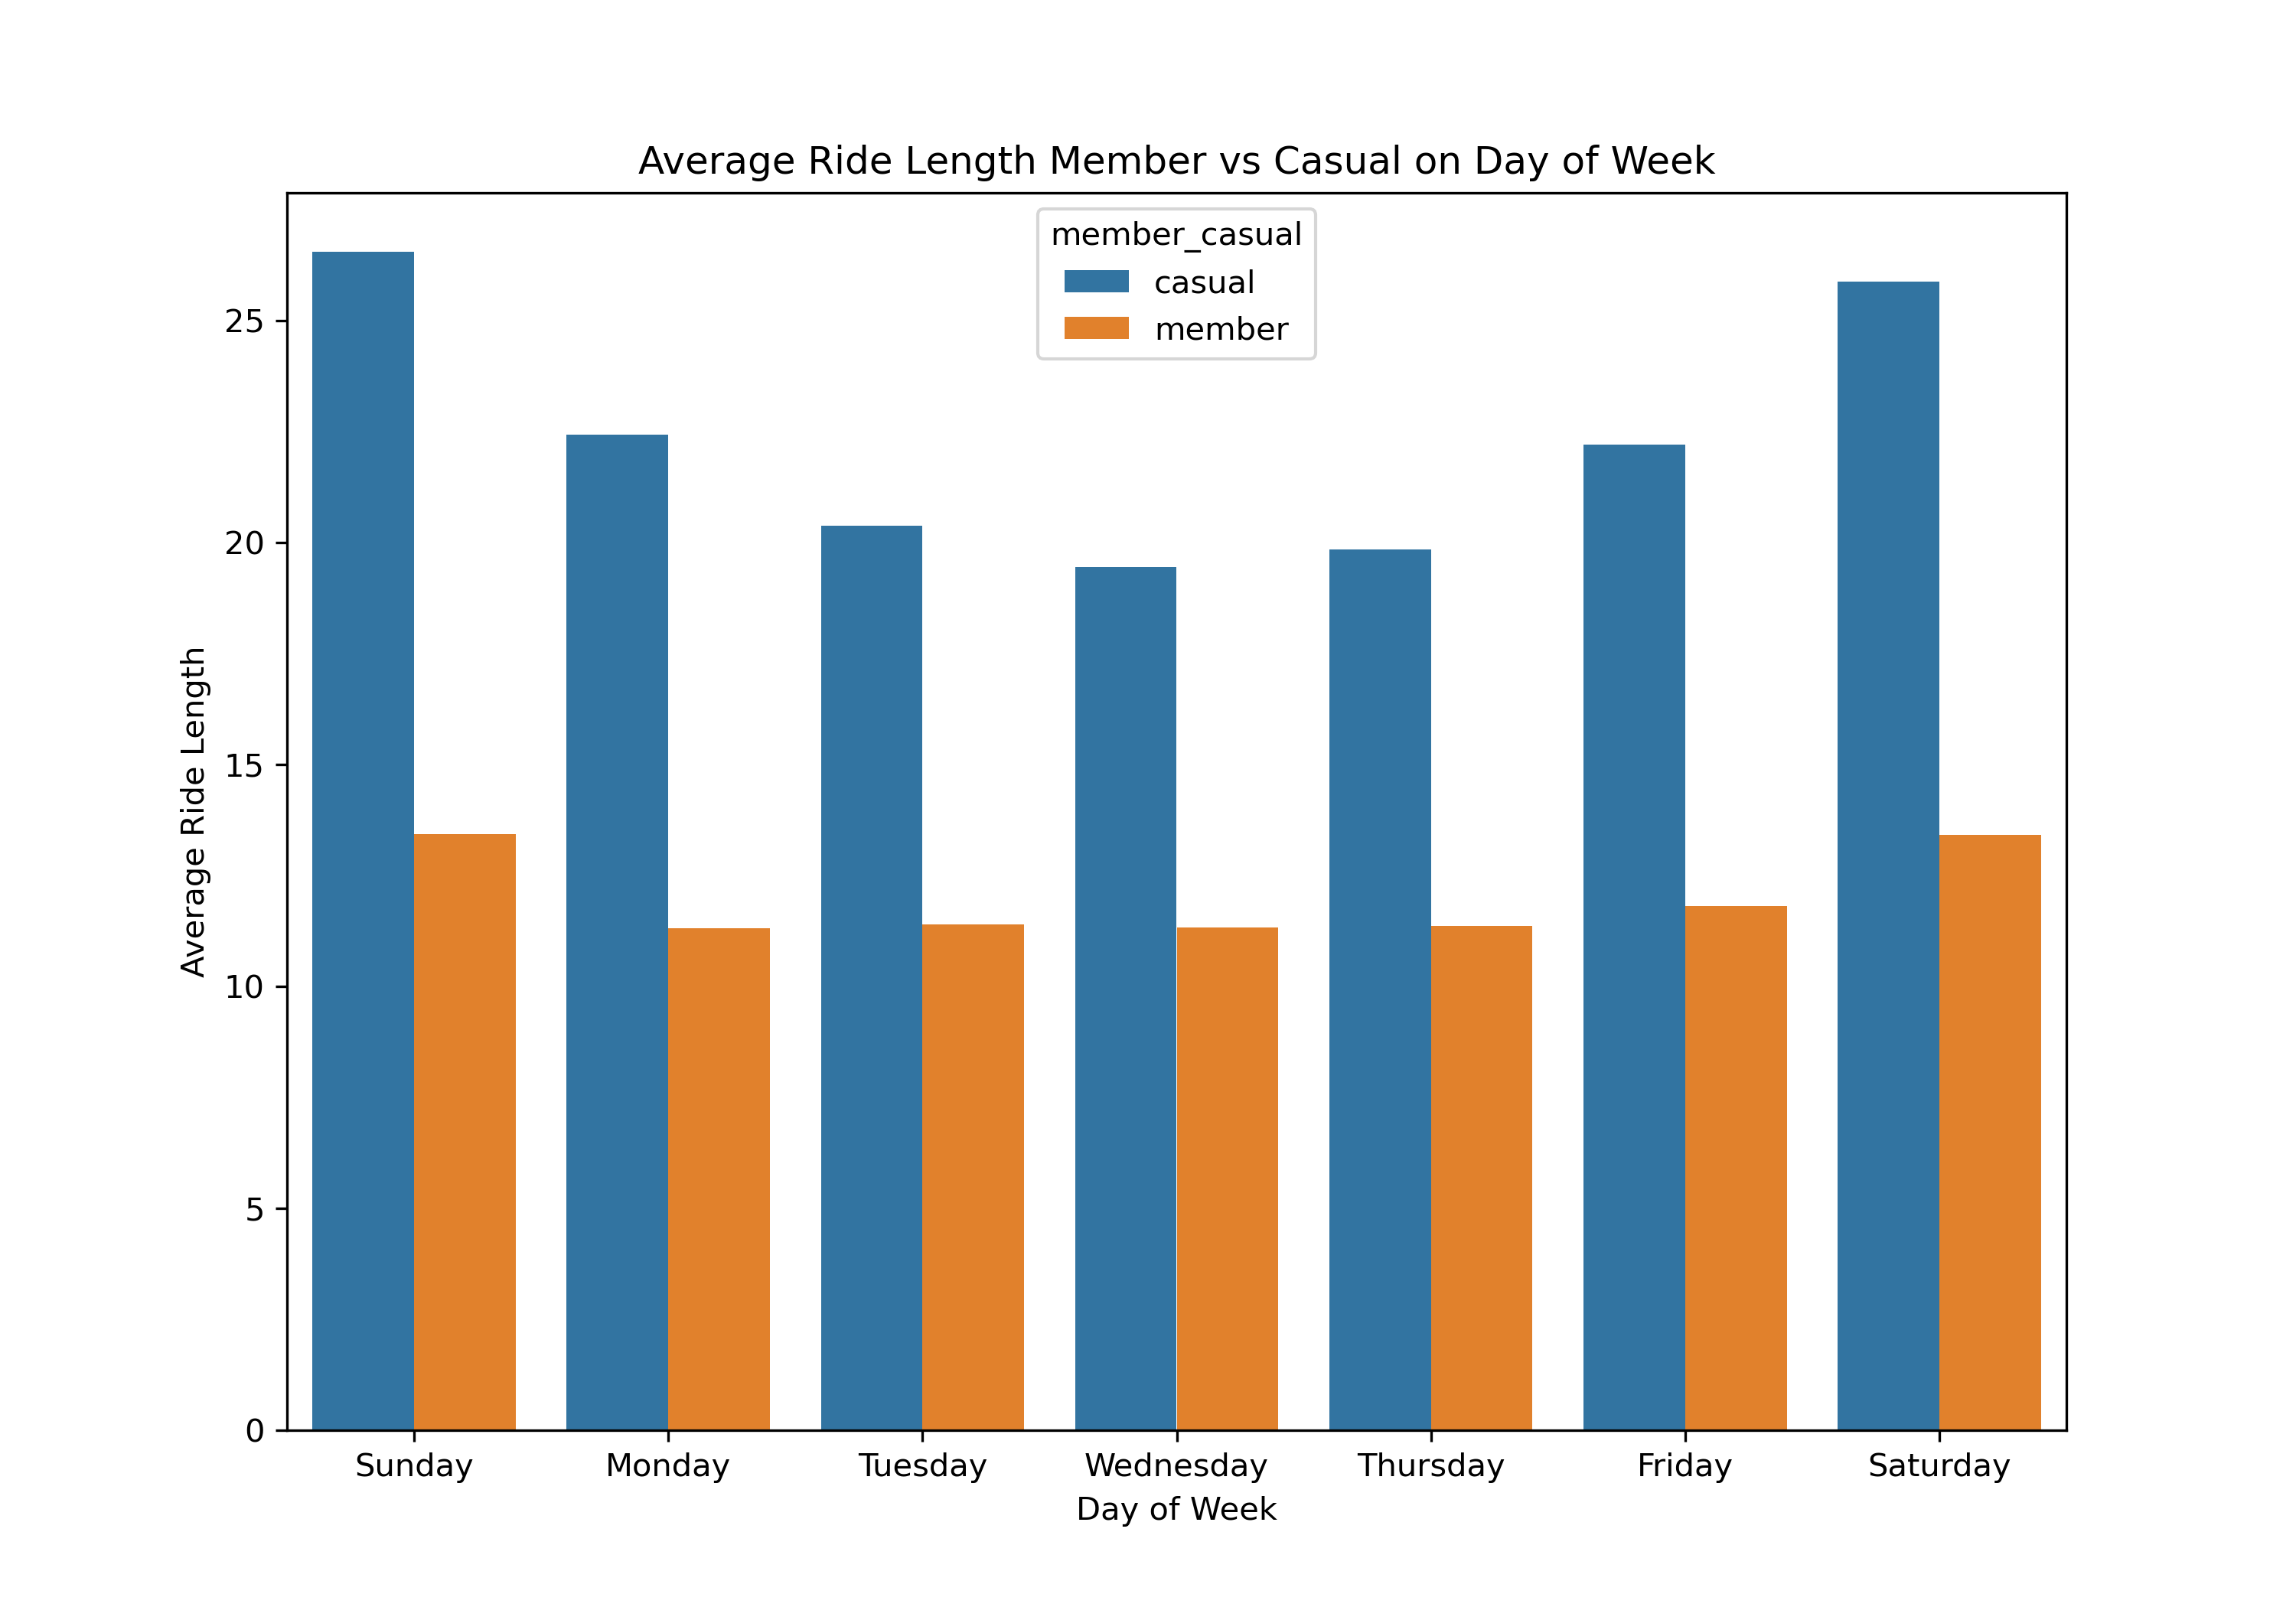 Average Ride Length Member vs Casual on Day of Week
member_casual
casual
member
Average Ride Length
25
20
15
10
5
0
Sunday Monday Tuesday Wednesday Thursday Friday Saturday
Day of Week